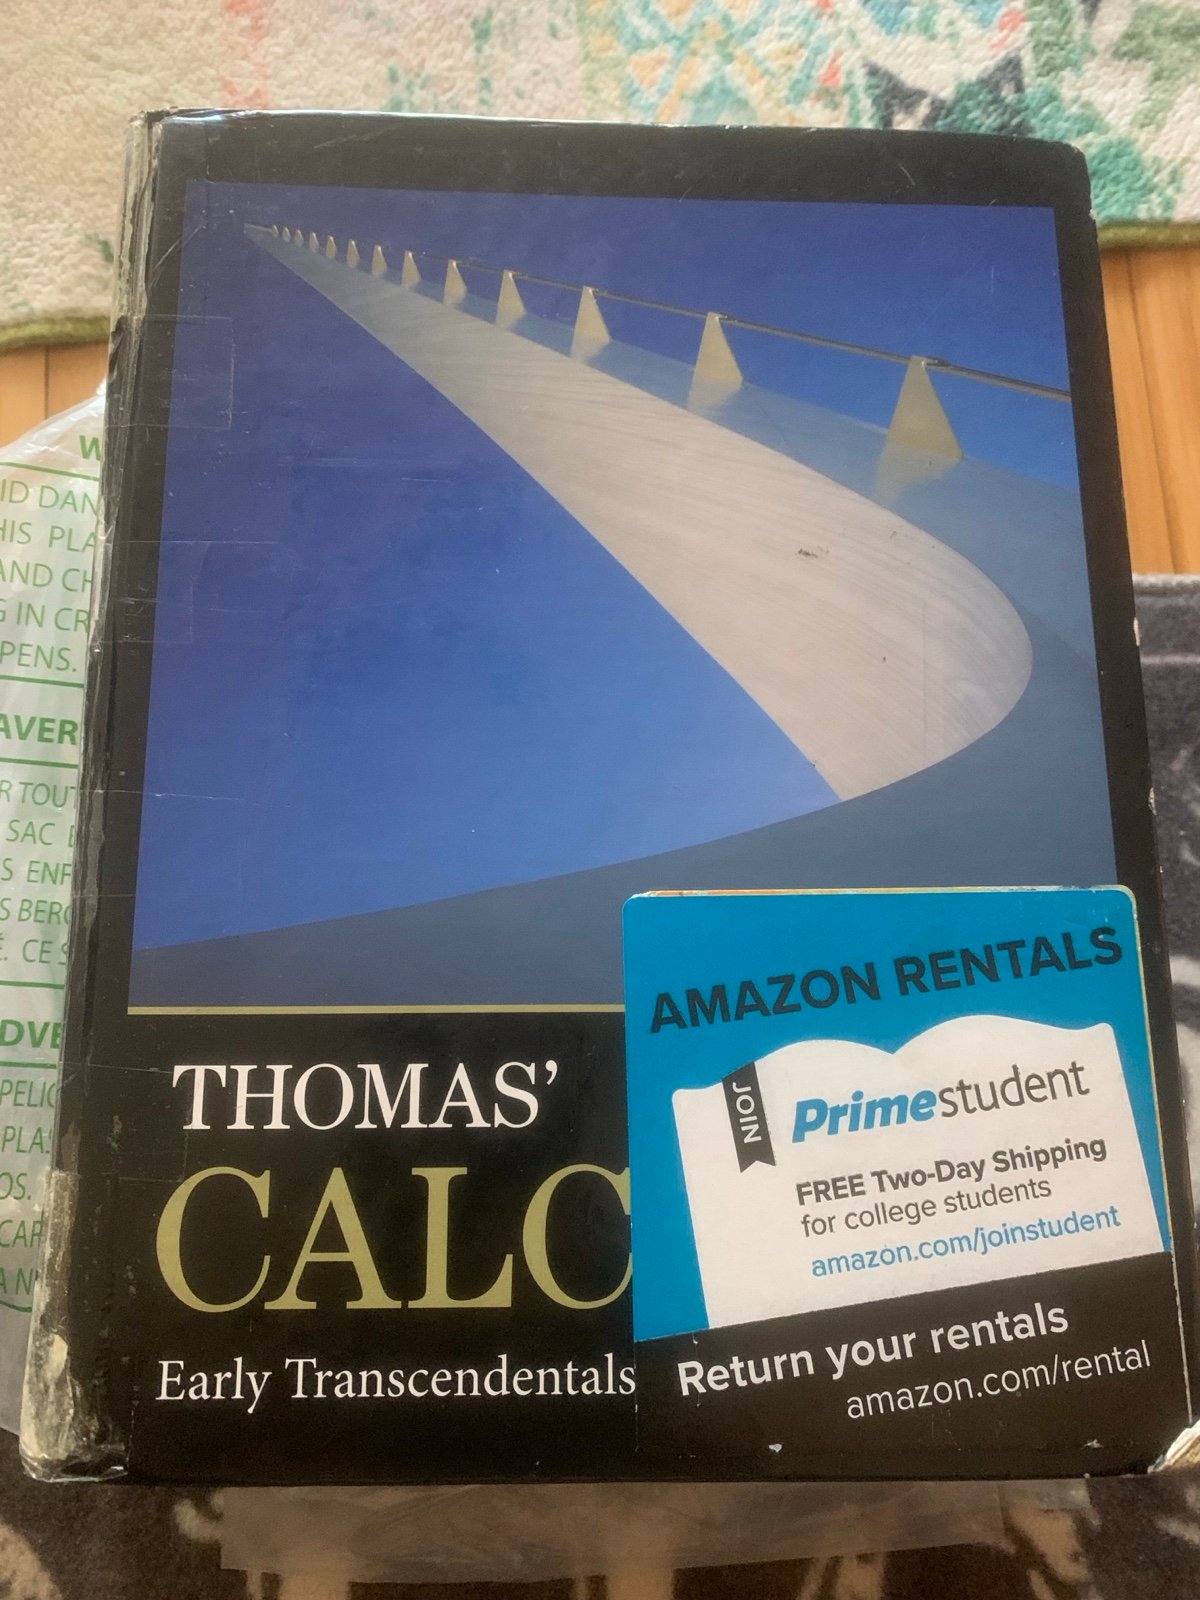 THOMAS'
CALC
Early Transcendentals
AMAZON RENTALS
JOIN
Primestudent
FREE Two-Day Shipping
for college students
amazon.com/joinstudent
Return your rentals
amazon.com/rental
W
ID DAN
HIS PLA
AND CH
G IN CR
PENS.
AVER
R TOUT
SAC
S ENF
S BERC
CE S
DVE
PELIG
PLAS
OS.
CAR
A N